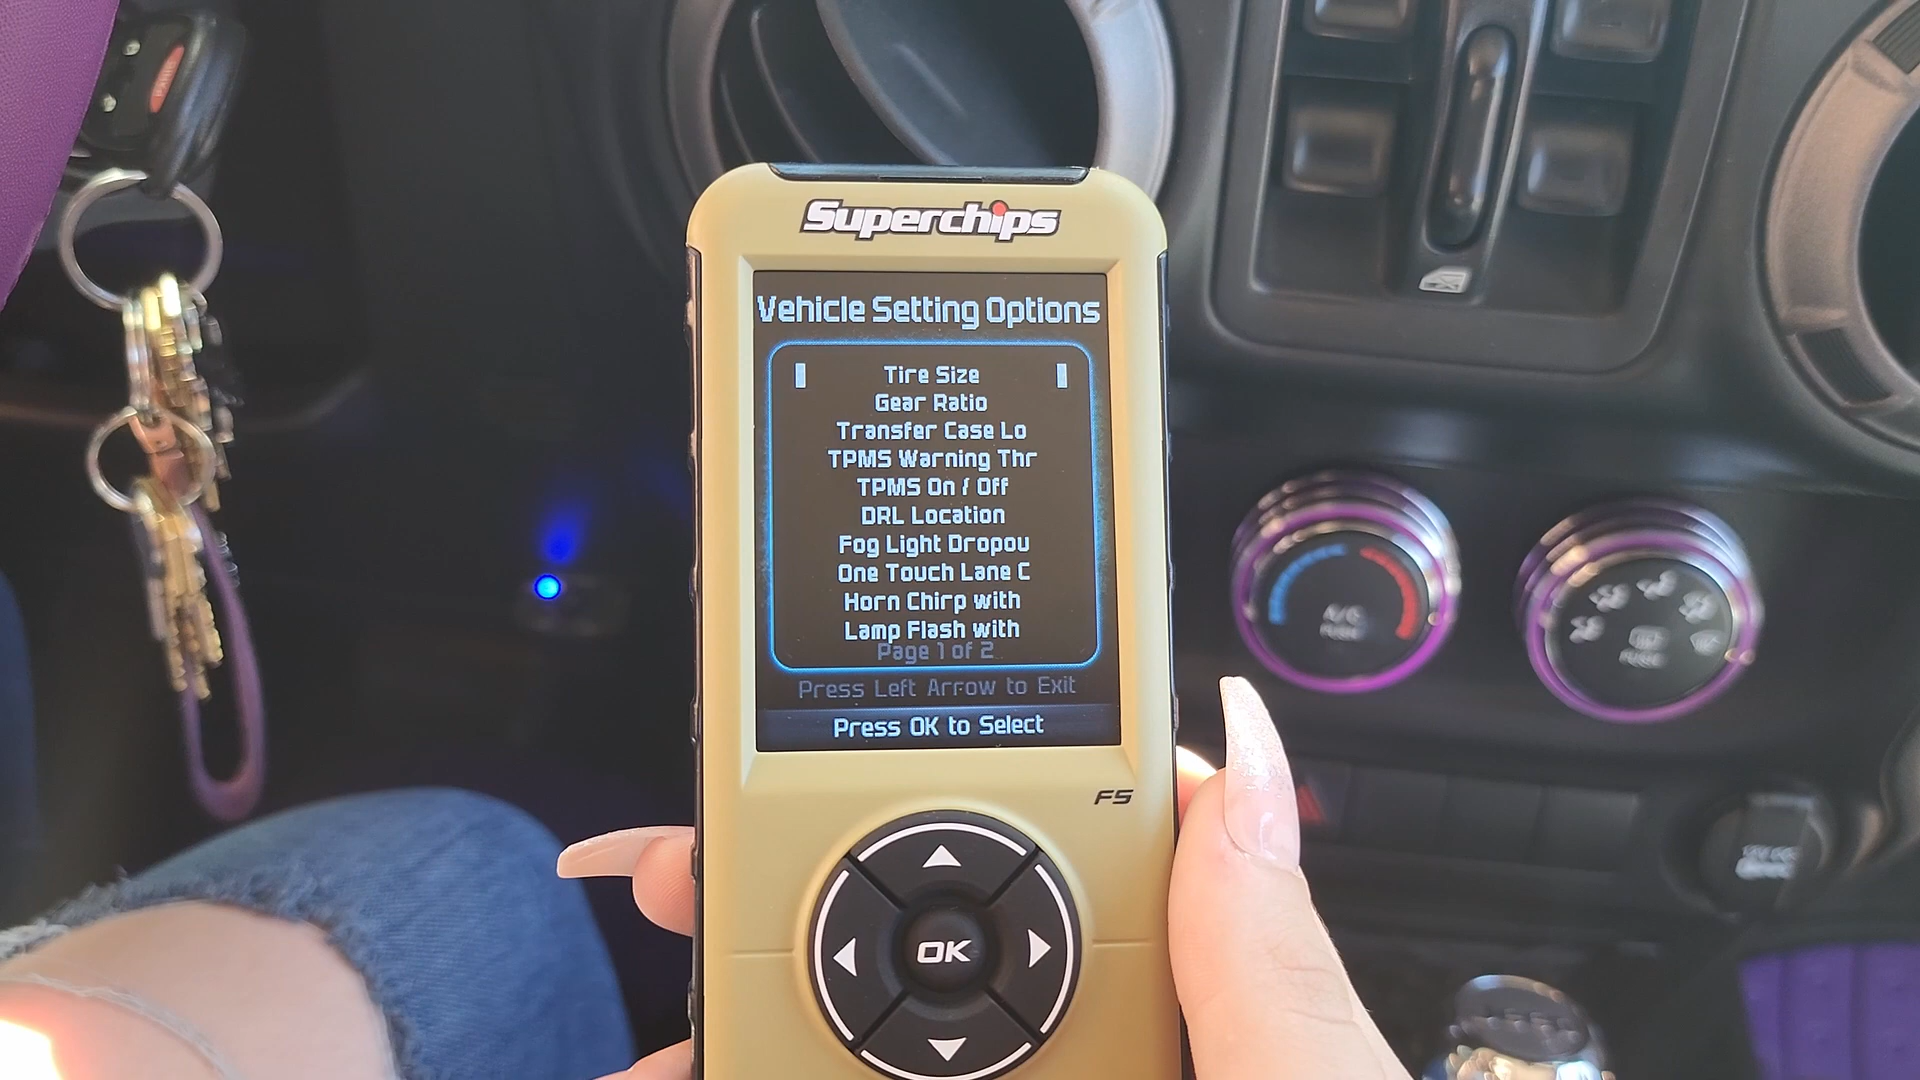 Superchips
Vehicle Setting Options
Tire Size
Gear Ratio
Transfer Case Lo
TPMS Warning Thr
TPMS On / Off
DRL Location
Fog Light Dropou
One Touch Lane C
Horn Chirp with
Lamp Flash with
Page 1 of 2
Press Left Arrow to Exit
Press OK to Select
F5
OK
A/C